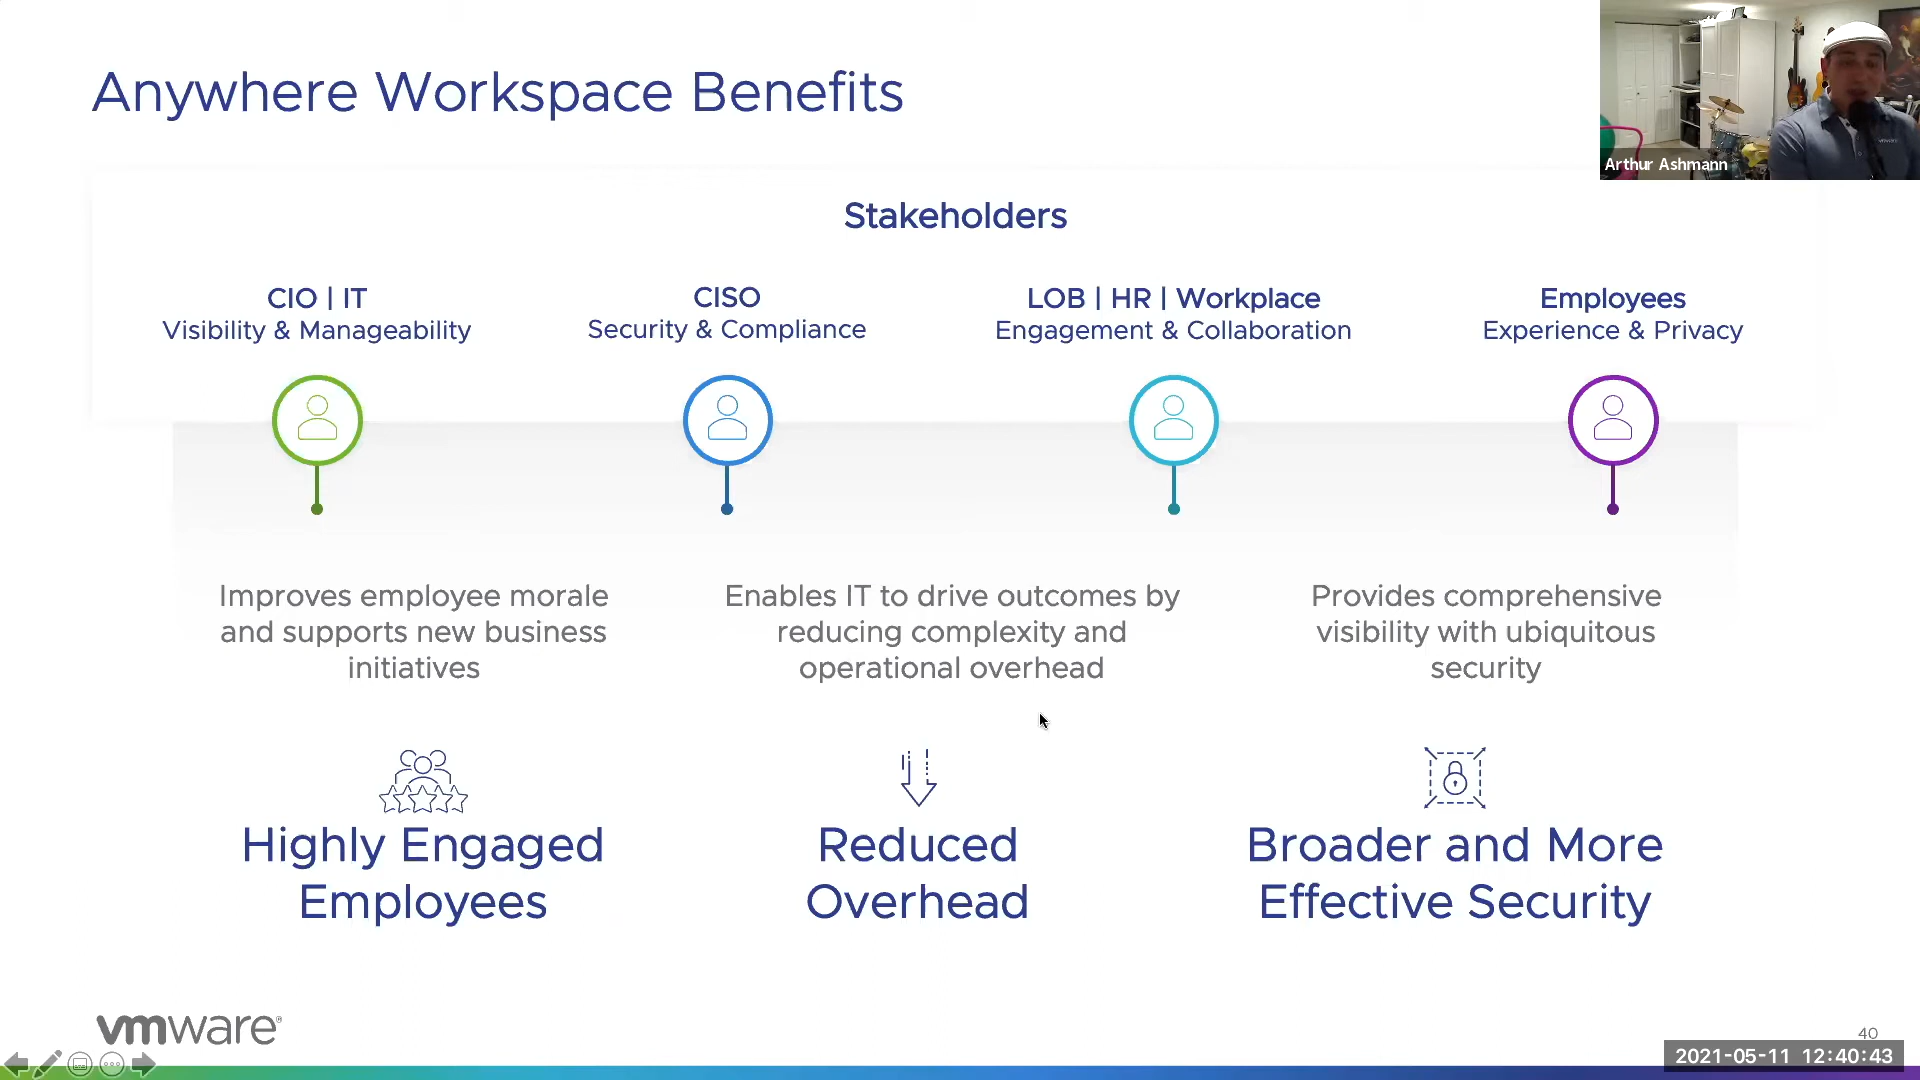 Anywhere Workspace Benefits
Arthur Ashmann
Stakeholders
CIO | IT
Visibility & Manageability
CISO
Security & Compliance
LOB | HR | Workplace
Engagement & Collaboration
Employees
Experience & Privacy
Improves employee morale
and supports new business
initiatives
Enables IT to drive outcomes by
reducing complexity and
operational overhead
Provides comprehensive
visibility with ubiquitous
security
Highly Engaged
Employees
Reduced
Overhead
Broader and More
Effective Security
vmware®
40
2021-05-11 12:40:43